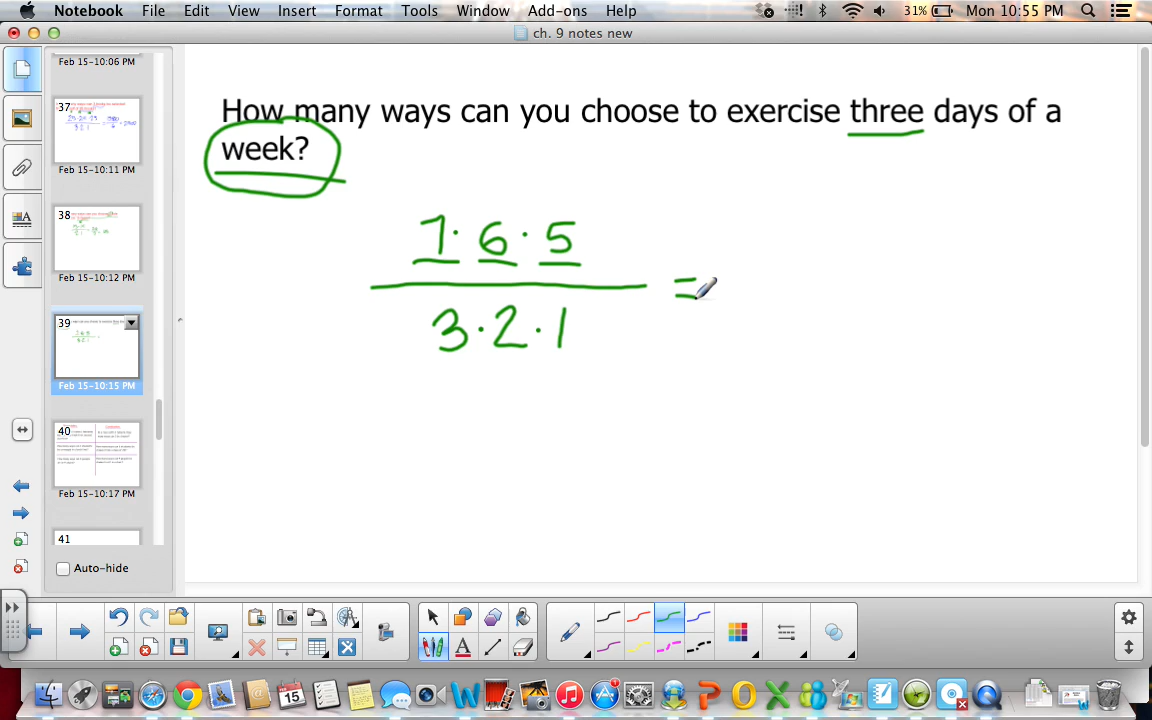 Notebook File Edit View Insert Format Tools Window Add-ons Help 31% Mon 10:55 PM
ch. 9 notes new
Feb 15-10:06 PM
37
Feb 15-10:11 PM
38
Feb 15-10:12 PM
39
Feb 15-10:15 PM
40
Feb 15-10:17 PM
41
Auto-hide
How many ways can you choose to exercise three days of a
week?
7 · 6 · 5
=
3 · 2 · 1
15